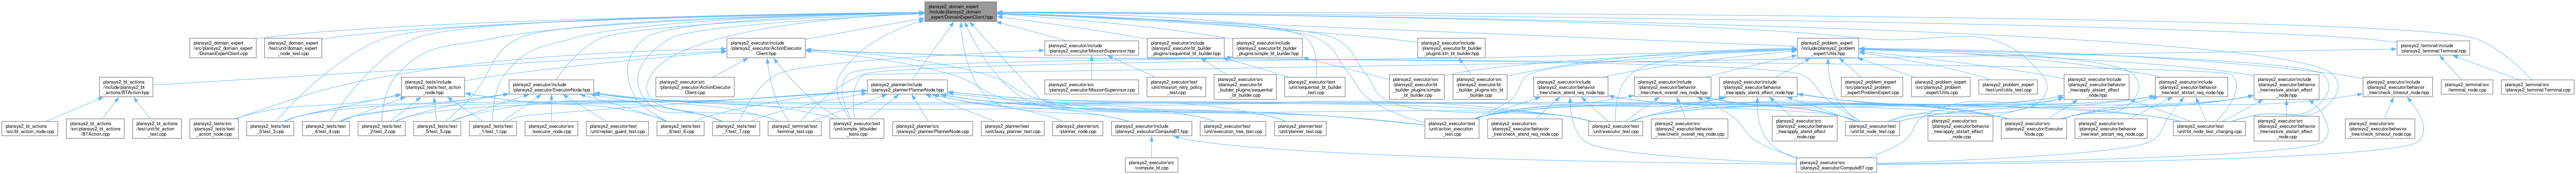 plansys2_domain_expert
/include/plansys2_domain
_expert/DomainExpertClient.hpp
plansys2_domain_expert
/src/plansys2_domain_expert
/DomainExpertClient.cpp
plansys2_domain_expert
/test/unit/domain_expert
_node_test.cpp
plansys2_executor/include
/plansys2_executor/ActionExecutor
Client.hpp
plansys2_executor/include
/plansys2_executor/MissionSupervisor.hpp
plansys2_executor/include
/plansys2_executor/bt_builder
_plugins/sequential_bt_builder.hpp
plansys2_executor/include
/plansys2_executor/bt_builder
_plugins/simple_bt_builder.hpp
plansys2_executor/include
/plansys2_executor/bt_builder
_plugins/stn_bt_builder.hpp
plansys2_problem_expert
/include/plansys2_problem
_expert/Utils.hpp
plansys2_terminal/include
/plansys2_terminal/Terminal.hpp
plansys2_bt_actions
/include/plansys2_bt
_actions/BTAction.hpp
plansys2_tests/include
/plansys2_tests/test_action
_node.hpp
plansys2_executor/include
/plansys2_executor/ExecutorNode.hpp
plansys2_executor/src
/plansys2_executor/ActionExecutor
Client.cpp
plansys2_planner/include
/plansys2_planner/PlannerNode.hpp
plansys2_executor/src
/plansys2_executor/MissionSupervisor.cpp
plansys2_executor/test
/unit/mission_retry_policy
_test.cpp
plansys2_executor/src
/plansys2_executor/bt
_builder_plugins/sequential
_bt_builder.cpp
plansys2_executor/test
/unit/sequential_bt_builder
_test.cpp
plansys2_executor/src
/plansys2_executor/bt
_builder_plugins/simple
_bt_builder.cpp
plansys2_executor/src
/plansys2_executor/bt
_builder_plugins/stn_bt
_builder.cpp
plansys2_executor/include
/plansys2_executor/behavior
_tree/check_atend_req_node.hpp
plansys2_executor/include
/plansys2_executor/behavior
_tree/check_overall_req_node.hpp
plansys2_executor/include
/plansys2_executor/behavior
_tree/apply_atend_effect_node.hpp
plansys2_problem_expert
/src/plansys2_problem
_expert/ProblemExpert.cpp
plansys2_problem_expert
/src/plansys2_problem
_expert/Utils.cpp
plansys2_problem_expert
/test/unit/utils_test.cpp
plansys2_executor/include
/plansys2_executor/behavior
_tree/apply_atstart_effect
_node.hpp
plansys2_executor/include
/plansys2_executor/behavior
_tree/wait_atstart_req_node.hpp
plansys2_executor/include
/plansys2_executor/behavior
_tree/restore_atstart_effect
_node.hpp
plansys2_executor/include
/plansys2_executor/behavior
_tree/check_timeout_node.hpp
plansys2_terminal/src
/terminal_node.cpp
plansys2_terminal/src
/plansys2_terminal/Terminal.cpp
plansys2_bt_actions
/src/bt_action_node.cpp
plansys2_bt_actions
/src/plansys2_bt_actions
/BTAction.cpp
plansys2_bt_actions
/test/unit/bt_action
_test.cpp
plansys2_tests/src
/plansys2_tests/test
_action_node.cpp
plansys2_tests/test
_3/test_3.cpp
plansys2_tests/test
_4/test_4.cpp
plansys2_tests/test
_2/test_2.cpp
plansys2_tests/test
_5/test_5.cpp
plansys2_tests/test
_1/test_1.cpp
plansys2_executor/src
/executor_node.cpp
plansys2_executor/test
/unit/replan_guard_test.cpp
plansys2_tests/test
_6/test_6.cpp
plansys2_tests/test
_7/test_7.cpp
plansys2_terminal/test
/terminal_test.cpp
plansys2_executor/test
/unit/simple_btbuilder
_tests.cpp
plansys2_planner/src
/plansys2_planner/PlannerNode.cpp
plansys2_planner/test
/unit/busy_planner_test.cpp
plansys2_planner/src
/planner_node.cpp
plansys2_executor/include
/plansys2_executor/ComputeBT.hpp
plansys2_executor/test
/unit/execution_tree_test.cpp
plansys2_planner/test
/unit/planner_test.cpp
plansys2_executor/test
/unit/action_execution
_test.cpp
plansys2_executor/src
/plansys2_executor/behavior
_tree/check_atend_req_node.cpp
plansys2_executor/test
/unit/executor_test.cpp
plansys2_executor/src
/plansys2_executor/behavior
_tree/check_overall_req_node.cpp
plansys2_executor/src
/plansys2_executor/behavior
_tree/apply_atend_effect
_node.cpp
plansys2_executor/test
/unit/bt_node_test.cpp
plansys2_executor/src
/plansys2_executor/behavior
_tree/apply_atstart_effect
_node.cpp
plansys2_executor/src
/plansys2_executor/Executor
Node.cpp
plansys2_executor/src
/plansys2_executor/behavior
_tree/wait_atstart_req_node.cpp
plansys2_executor/test
/unit/bt_node_test_charging.cpp
plansys2_executor/src
/plansys2_executor/behavior
_tree/restore_atstart_effect
_node.cpp
plansys2_executor/src
/plansys2_executor/behavior
_tree/check_timeout_node.cpp
plansys2_executor/src
/compute_bt.cpp
plansys2_executor/src
/plansys2_executor/ComputeBT.cpp